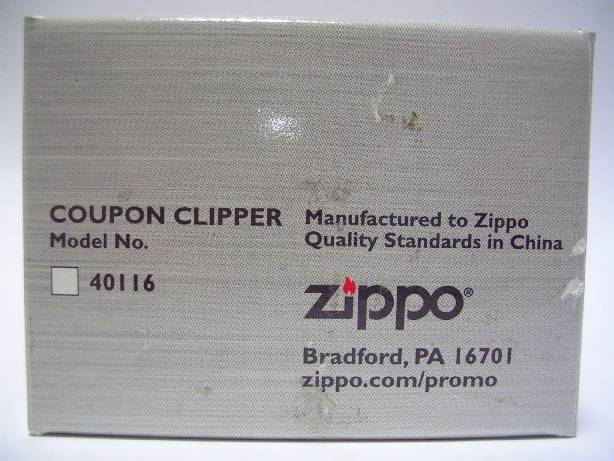 COUPON CLIPPER
Model No.
40116
Manufactured to Zippo
Quality Standards in China
zippo®
Bradford, PA 16701
zippo.com/promo